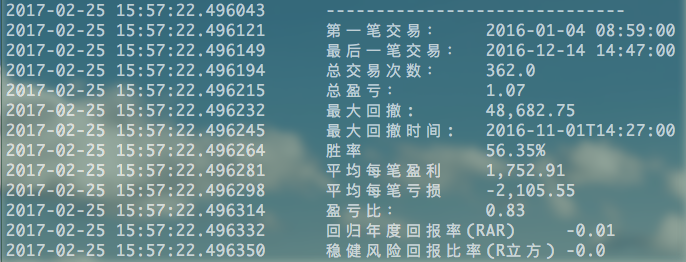 2017-02-25 15:57:22.496043 ------------------------------
2017-02-25 15:57:22.496121 第一笔交易： 2016-01-04 08:59:00
2017-02-25 15:57:22.496149 最后一笔交易： 2016-12-14 14:47:00
2017-02-25 15:57:22.496194 总交易次数： 362.0
2017-02-25 15:57:22.496215 总盈亏： 1.07
2017-02-25 15:57:22.496232 最大回撤： 48,682.75
2017-02-25 15:57:22.496245 最大回撤时间： 2016-11-01T14:27:00
2017-02-25 15:57:22.496264 胜率 56.35%
2017-02-25 15:57:22.496281 平均每笔盈利 1,752.91
2017-02-25 15:57:22.496298 平均每笔亏损 -2,105.55
2017-02-25 15:57:22.496314 盈亏比： 0.83
2017-02-25 15:57:22.496332 回归年度回报率(RAR) -0.01
2017-02-25 15:57:22.496350 稳健风险回报比率(R立方) -0.0